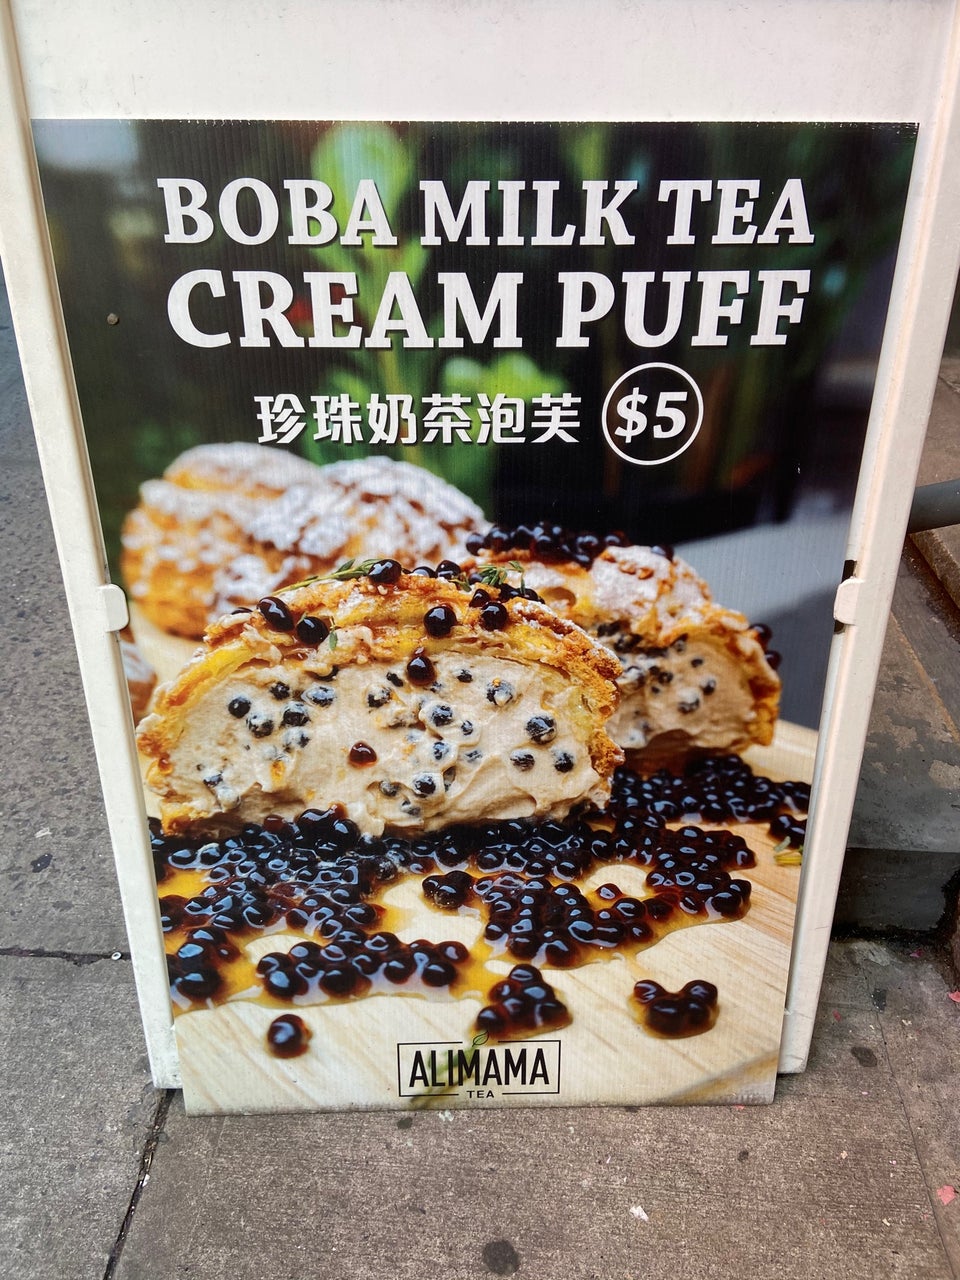 BOBA MILK TEA
CREAM PUFF
珍珠奶茶泡芙 $5
ALIMAMA
TEA